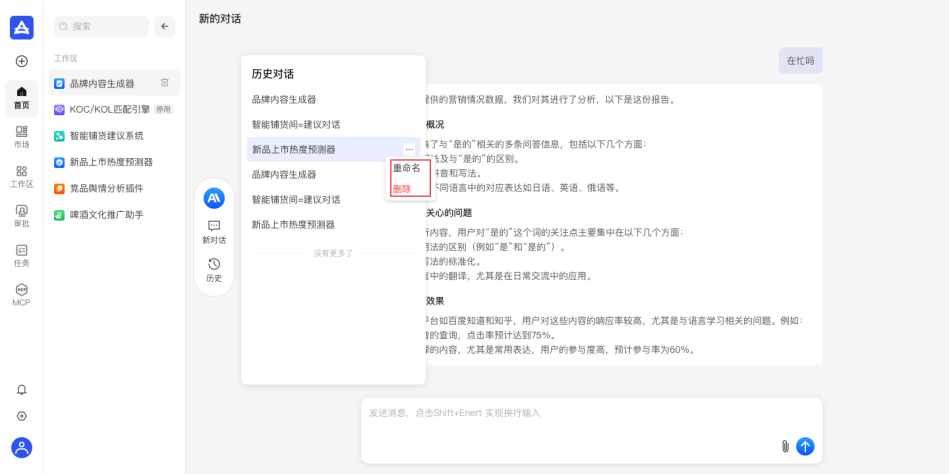 新的对话
搜索
工作区
首页
市场
工作区
审批
任务
MCP
品牌内容生成器
KOC/KOL匹配引擎 停用
智能铺货建议系统
新品上市热度预测器
竞品舆情分析插件
啤酒文化推广助手
新对话
历史
历史对话
品牌内容生成器
智能铺货间=建议对话
新品上市热度预测器
品牌内容生成器
智能铺货间=建议对话
新品上市热度预测器
没有更多了
重命名
删除
在忙吗
提供的营销情况数据，我们对其进行了分析，以下是这份报告。
概况
了与“是的”相关的多条问答信息，包括以下几个方面：
法及与“是的”的区别。
拼音和写法。
不同语言中的对应表达如日语、英语、俄语等。
关心的问题
内容，用户对“是的”这个词的关注点主要集中在以下几个方面：
用法的区别（例如“是”和“是的”）。
写法的标准化。
中的翻译，尤其是在日常交流中的应用。
效果
平台如百度知道和知乎，用户对这些内容的响应率较高，尤其是与语言学习相关的问题。例如：
的查询，点击率预计达到75%。
的内容，尤其是常用表达，用户的参与度高，预计参与率为60%。
发送消息，点击Shift+Enert 实现换行输入